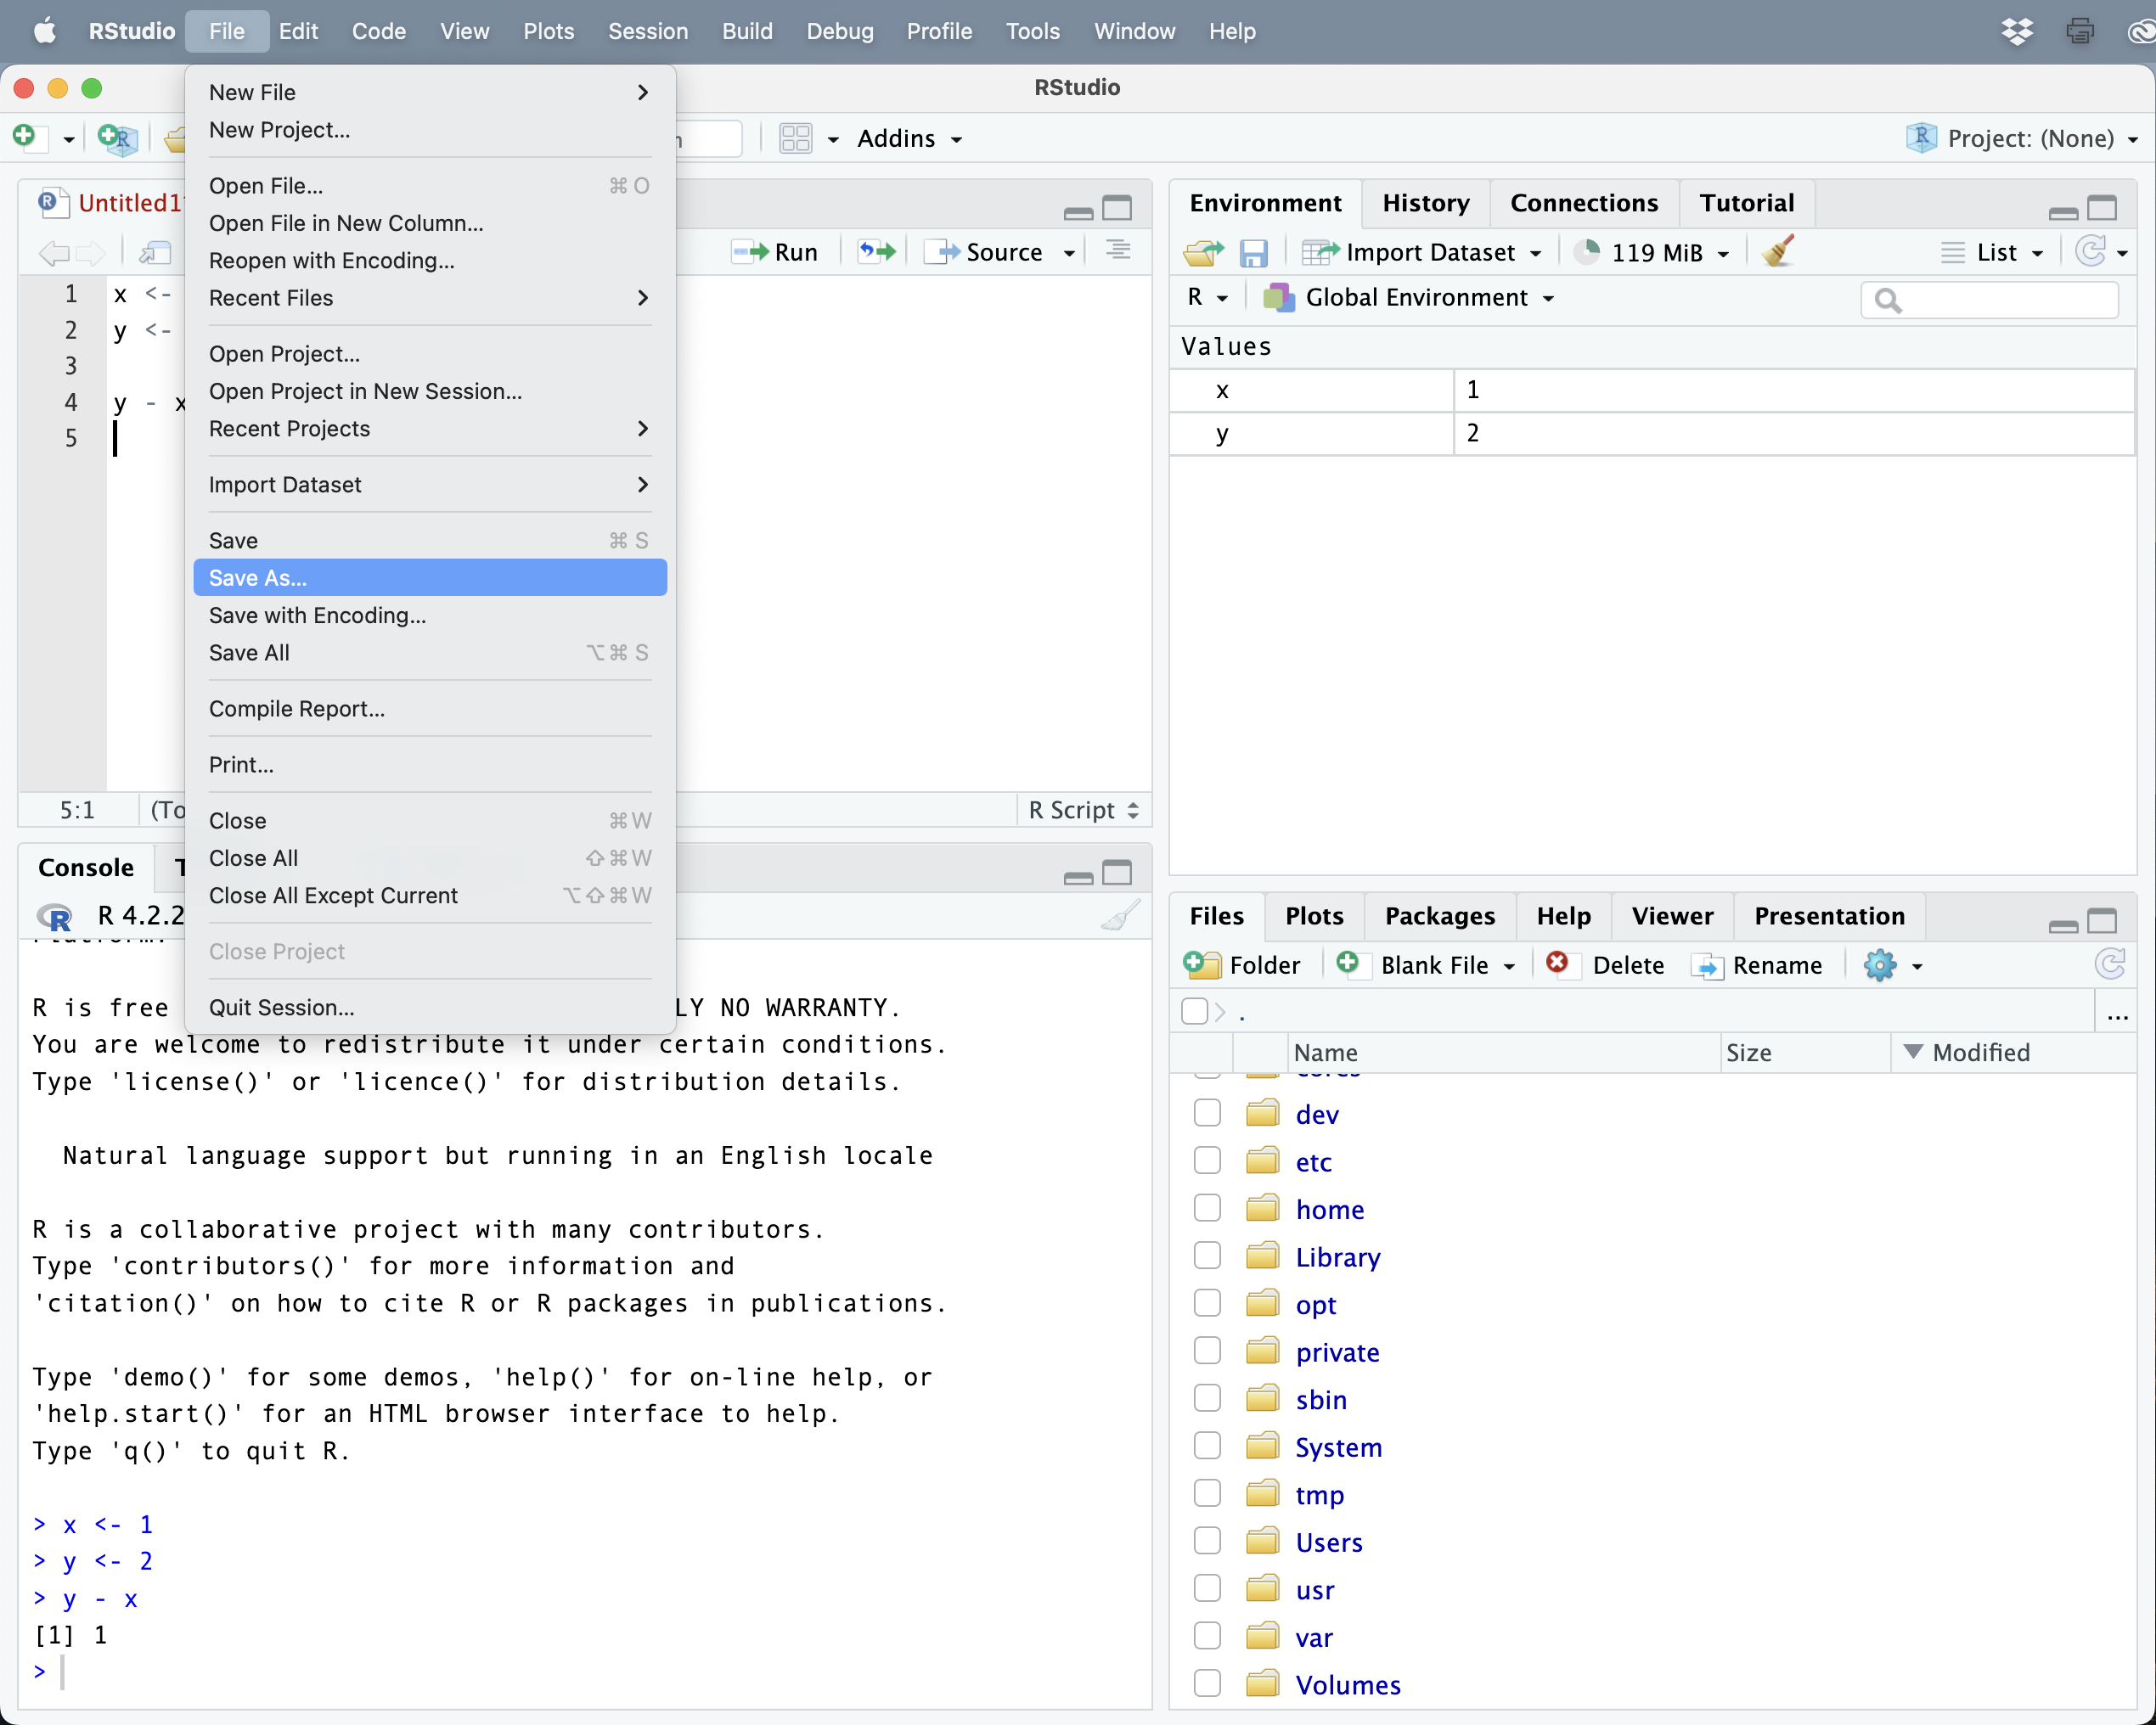 RStudio File Edit Code View Plots Session Build Debug Profile Tools Window Help
RStudio
Addins
Project: (None)
New File
New Project...
Open File... ⌘ O
Open File in New Column...
Reopen with Encoding...
Recent Files
Open Project...
Open Project in New Session...
Recent Projects
Import Dataset
Save ⌘ S
Save As...
Save with Encoding...
Save All ⌥⌘ S
Compile Report...
Print...
Close ⌘W
Close All ⇧⌘W
Close All Except Current ⌥⇧⌘W
Close Project
Quit Session...
Untitled1
Run Source
1 x <-
2 y <-
3
4 y - x
5
5:1 (To R Script
Console
R 4.2.2
R is free LY NO WARRANTY.
You are welcome to redistribute it under certain conditions.
Type 'license()' or 'licence()' for distribution details.
Natural language support but running in an English locale
R is a collaborative project with many contributors.
Type 'contributors()' for more information and
'citation()' on how to cite R or R packages in publications.
Type 'demo()' for some demos, 'help()' for on-line help, or
'help.start()' for an HTML browser interface to help.
Type 'q()' to quit R.
> x <- 1
> y <- 2
> y - x
[1] 1
>
Environment History Connections Tutorial
Import Dataset 119 MiB List
R Global Environment
Values
x 1
y 2
Files Plots Packages Help Viewer Presentation
Folder Blank File Delete Rename
. ...
Name Size Modified
dev
etc
home
Library
opt
private
sbin
System
tmp
Users
usr
var
Volumes